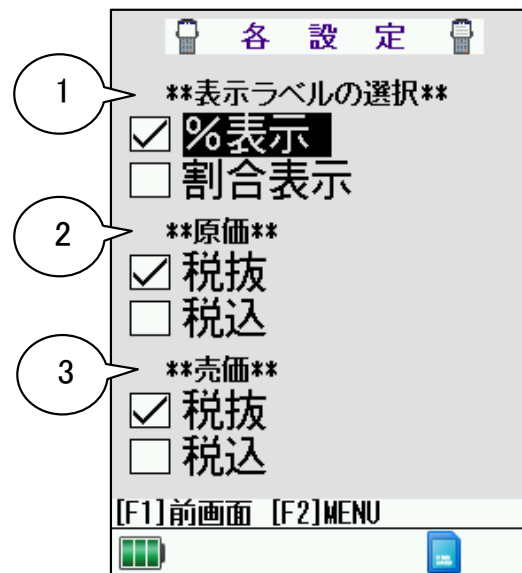 各 設 定
1
**表示ラベルの選択**
%表示
割合表示
2
**原価**
税抜
税込
3
**売価**
税抜
税込
[F1]前画面 [F2]MENU